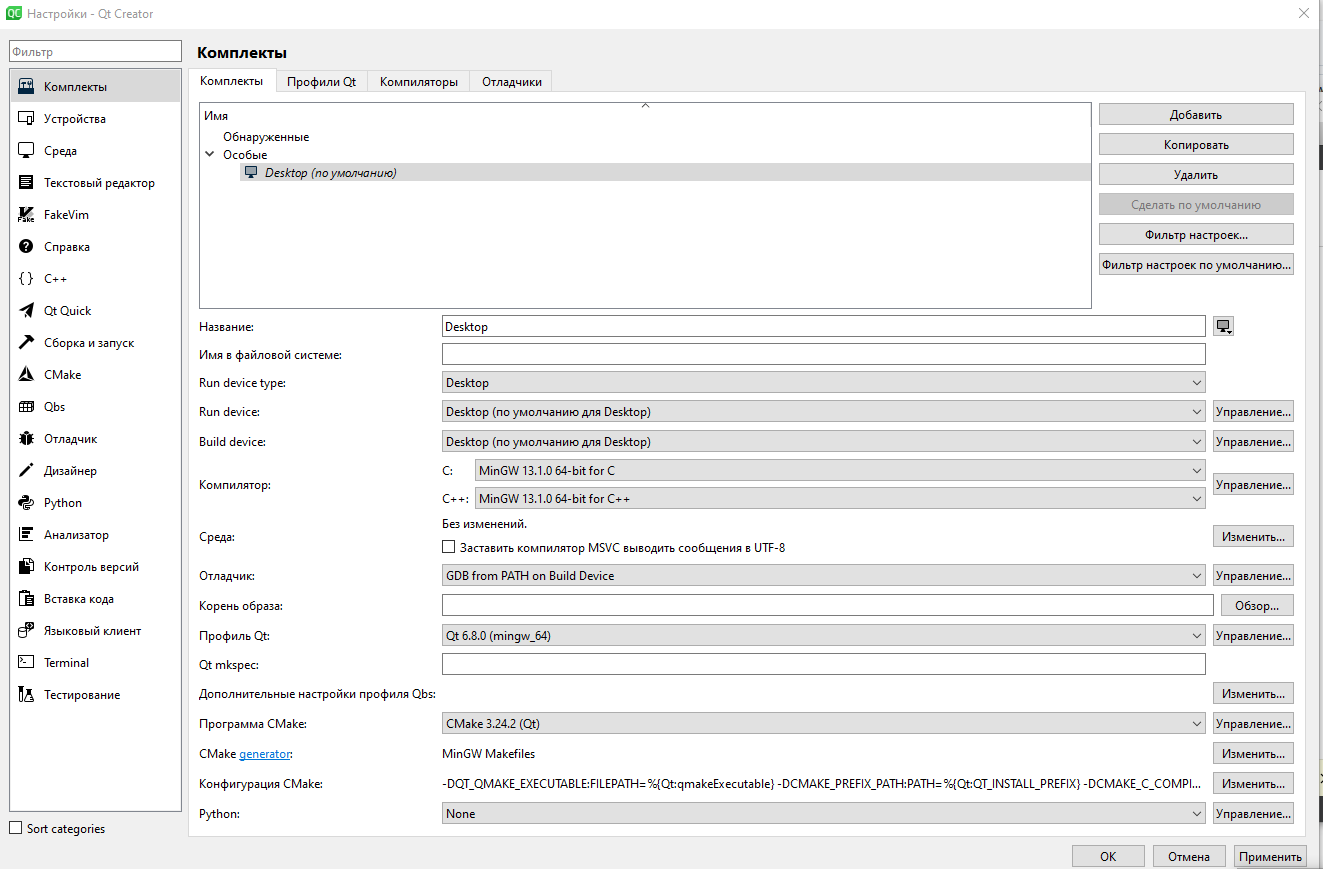 Настройки - Qt Creator
Фильтр
Комплекты
Устройства
Среда
Текстовый редактор
FakeVim
Справка
C++
Qt Quick
Сборка и запуск
CMake
Qbs
Отладчик
Дизайнер
Python
Анализатор
Контроль версий
Вставка кода
Языковый клиент
Terminal
Тестирование
Sort categories
Комплекты
Комплекты Профили Qt Компиляторы Отладчики
Имя
Обнаруженные
Особые
Desktop (по умолчанию)
Добавить
Копировать
Удалить
Сделать по умолчанию
Фильтр настроек...
Фильтр настроек по умолчанию...
Название: Desktop
Имя в файловой системе:
Run device type: Desktop
Run device: Desktop (по умолчанию для Desktop) Управление...
Build device: Desktop (по умолчанию для Desktop) Управление...
Компилятор: C: MinGW 13.1.0 64-bit for C Управление...
C++: MinGW 13.1.0 64-bit for C++
Среда: Без изменений. Изменить...
Заставить компилятор MSVC выводить сообщения в UTF-8
Отладчик: GDB from PATH on Build Device Управление...
Корень образа: Обзор...
Профиль Qt: Qt 6.8.0 (mingw_64) Управление...
Qt mkspec:
Дополнительные настройки профиля Qbs: Изменить...
Программа CMake: CMake 3.24.2 (Qt) Управление...
CMake generator: MinGW Makefiles Изменить...
Конфигурация CMake: -DQT_QMAKE_EXECUTABLE:FILEPATH=%{Qt:qmakeExecutable} -DCMAKE_PREFIX_PATH:PATH=%{Qt:QT_INSTALL_PREFIX} -DCMAKE_C_COMPI... Изменить...
Python: None Управление...
OK Отмена Применить